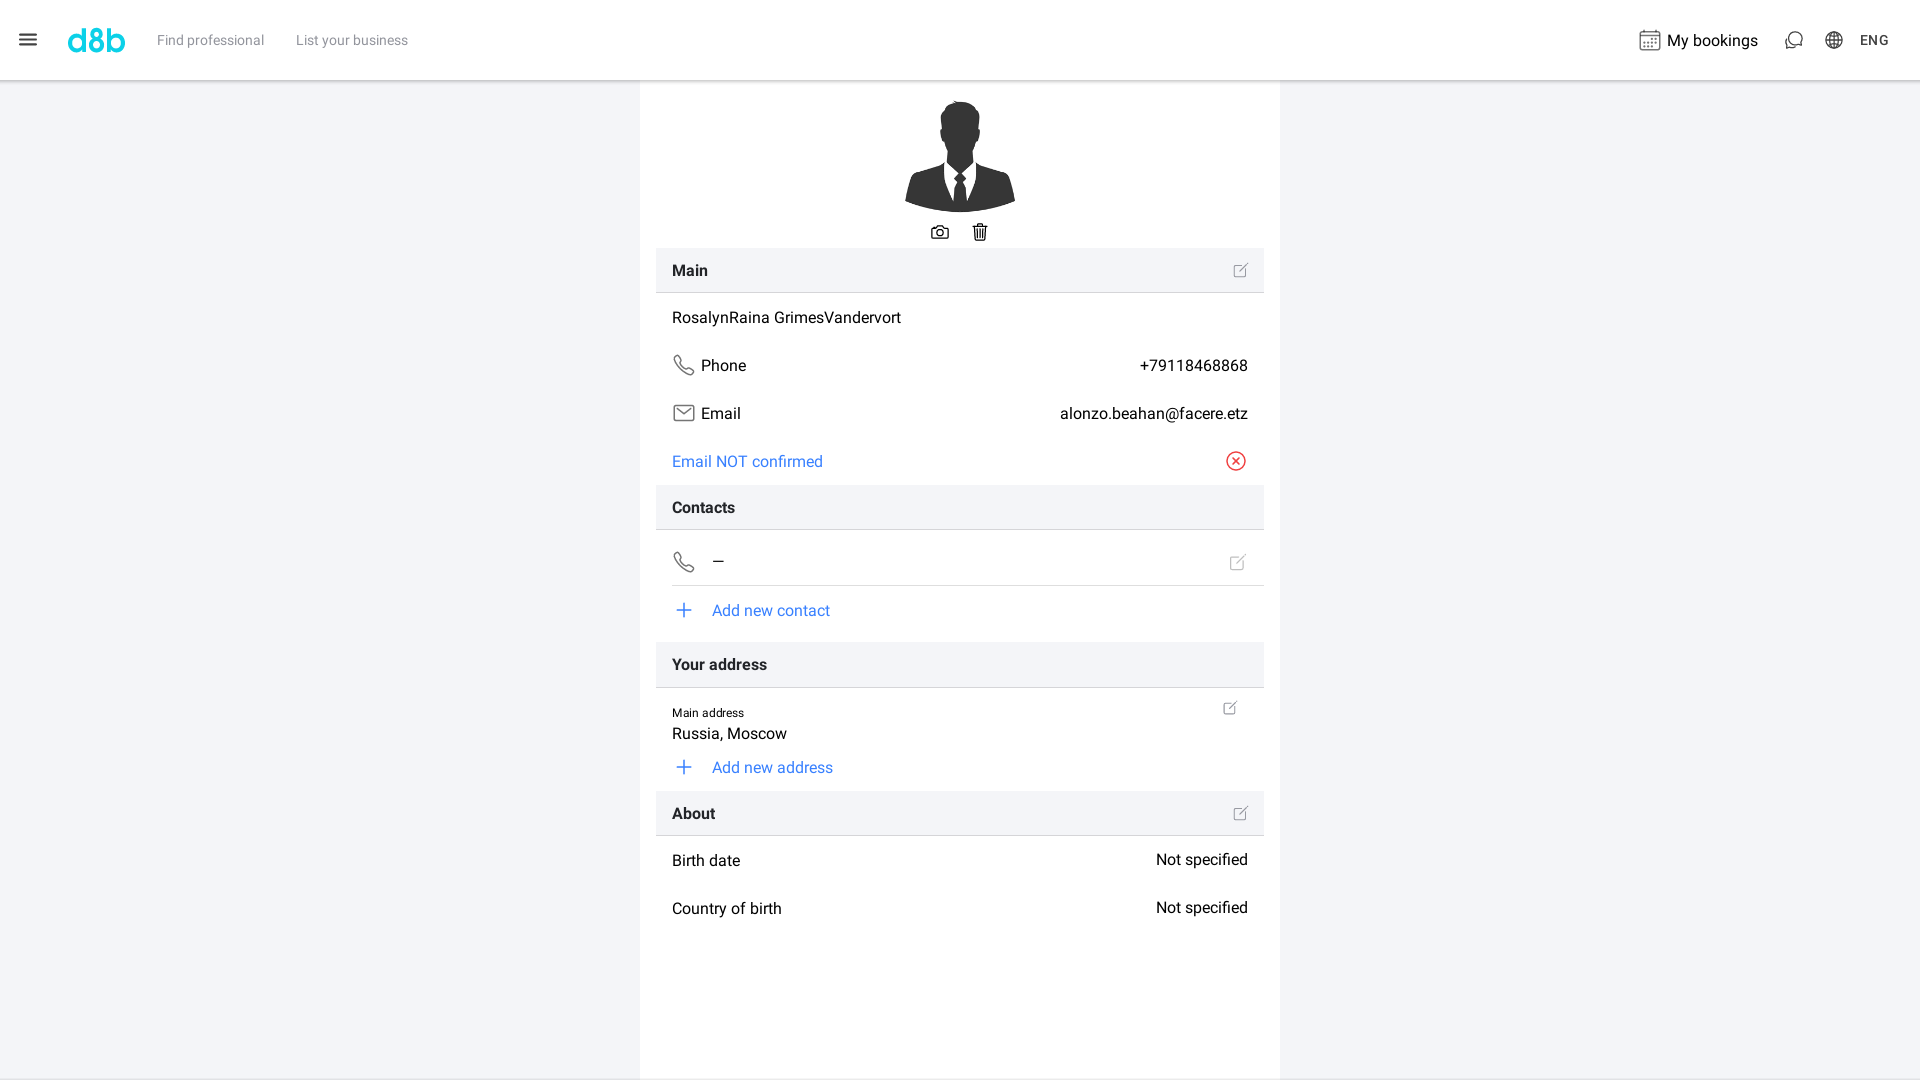 d8b
Find professional
List your business
My bookings
ENG
Main
RosalynRaina GrimesVandervort
Phone
+79118468868
Email
alonzo.beahan@facere.etz
Email NOT confirmed
Contacts
—
Add new contact
Your address
Main address
Russia, Moscow
Add new address
About
Birth date
Not specified
Country of birth
Not specified